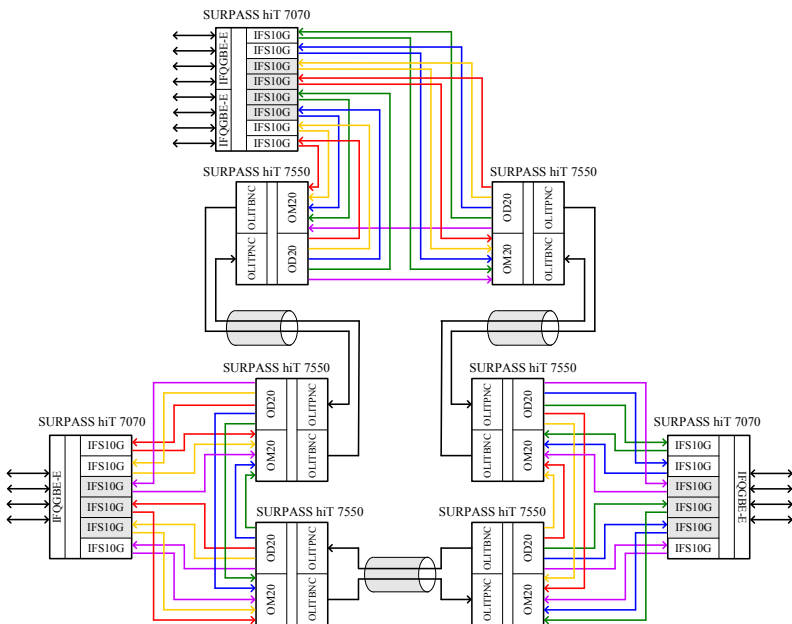 SURPASS hiT 7070
IFQGBE-E
IFQGBE-E
IFS10G
IFS10G
IFS10G
IFS10G
IFS10G
IFS10G
IFS10G
IFS10G
SURPASS hiT 7550
OLITBNC
OM20
OLITPNC
OD20
SURPASS hiT 7550
OD20
OLITPNC
OM20
OLITBNC
SURPASS hiT 7550
OD20
OLITPNC
OM20
OLITBNC
SURPASS hiT 7550
OLITPNC
OD20
OLITBNC
OM20
SURPASS hiT 7070
IFQGBE-E
IFS10G
IFS10G
IFS10G
IFS10G
IFS10G
IFS10G
SURPASS hiT 7070
IFS10G
IFS10G
IFS10G
IFS10G
IFS10G
IFS10G
IFQGBE-E
SURPASS hiT 7550
OD20
OLITPNC
OM20
OLITBNC
SURPASS hiT 7550
OLITBNC
OD20
OLITPNC
OM20